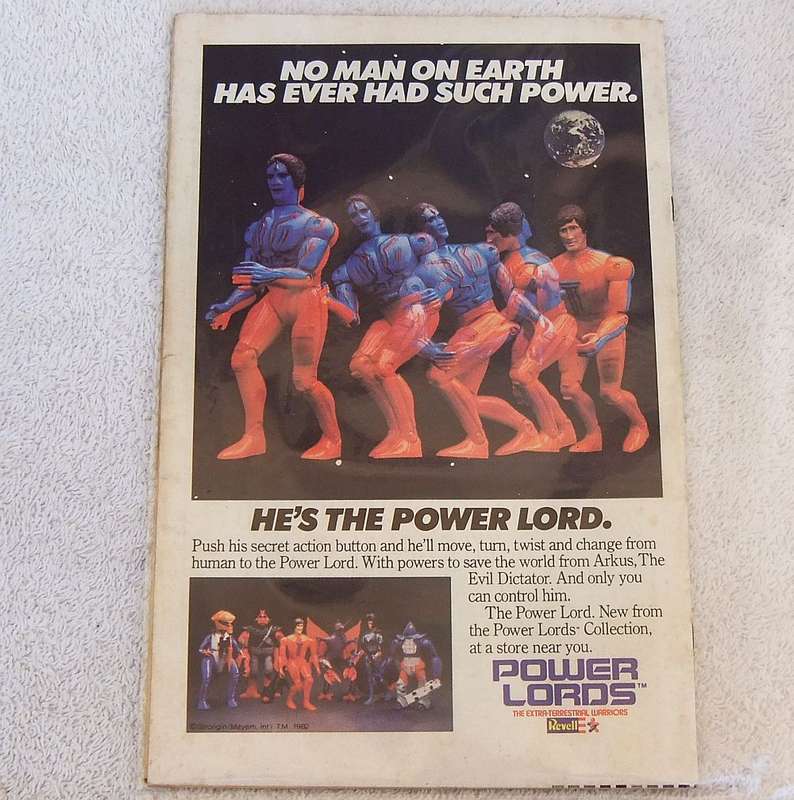 NO MAN ON EARTH
HAS EVER HAD SUCH POWER.
HE'S THE POWER LORD.
Push his secret action button and he'll move, turn, twist and change from
human to the Power Lord. With powers to save the world from Arkus, The
Evil Dictator. And only you
can control him.
The Power Lord. New from
the Power Lords™ Collection,
at a store near you.
POWER
LORDS™
THE EXTRA-TERRESTRIAL WARRIORS
Revell
© Strongin/Mayem, Int'l T.M. 1982